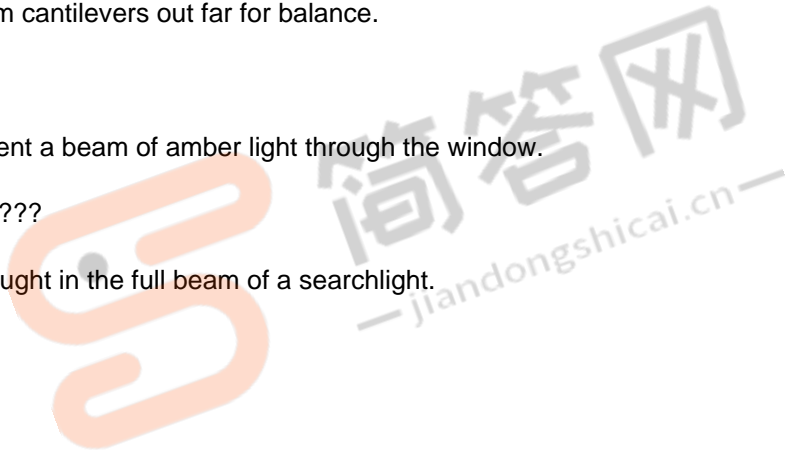 m cantilevers out far for balance.
ent a beam of amber light through the window.
???
ught in the full beam of a searchlight.
简答网
jiandongshicai.cn